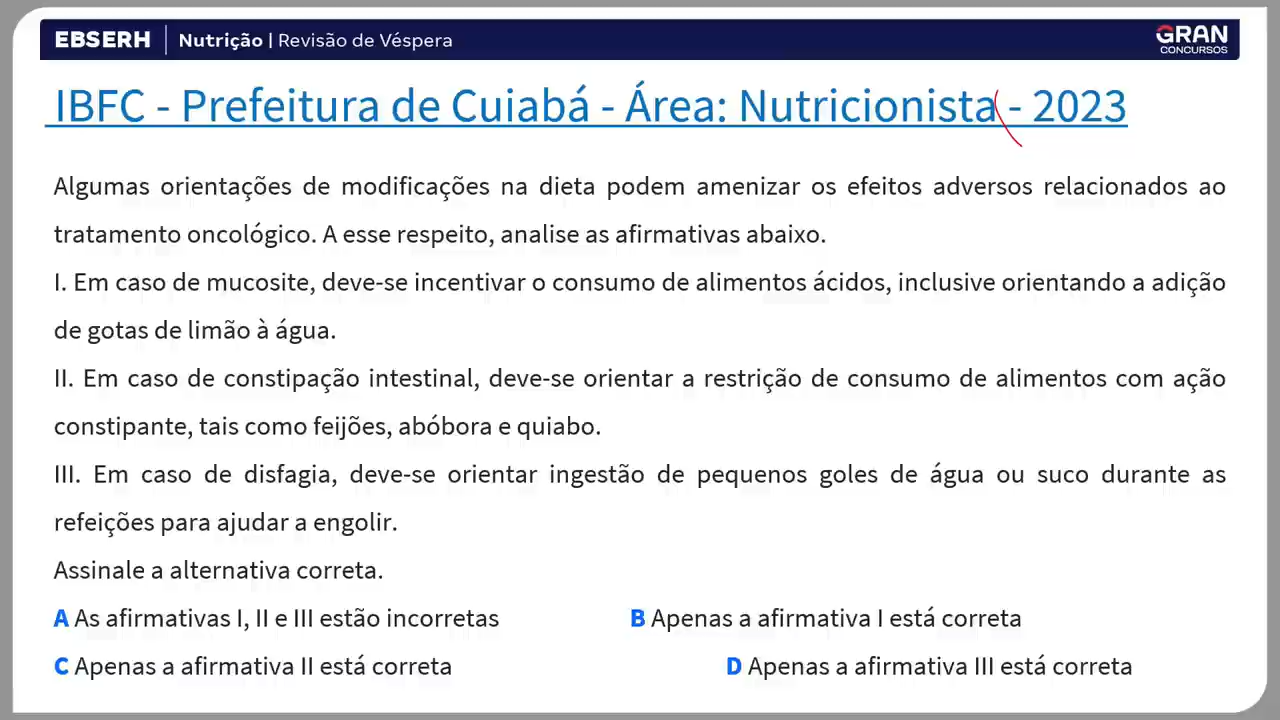 EBSERH | Nutrição | Revisão de Véspera
GRAN CONCURSOS
IBFC - Prefeitura de Cuiabá - Área: Nutricionista - 2023
Algumas orientações de modificações na dieta podem amenizar os efeitos adversos relacionados ao
tratamento oncológico. A esse respeito, analise as afirmativas abaixo.
I. Em caso de mucosite, deve-se incentivar o consumo de alimentos ácidos, inclusive orientando a adição
de gotas de limão à água.
II. Em caso de constipação intestinal, deve-se orientar a restrição de consumo de alimentos com ação
constipante, tais como feijões, abóbora e quiabo.
III. Em caso de disfagia, deve-se orientar ingestão de pequenos goles de água ou suco durante as
refeições para ajudar a engolir.
Assinale a alternativa correta.
A As afirmativas I, II e III estão incorretas B Apenas a afirmativa I está correta
C Apenas a afirmativa II está correta D Apenas a afirmativa III está correta